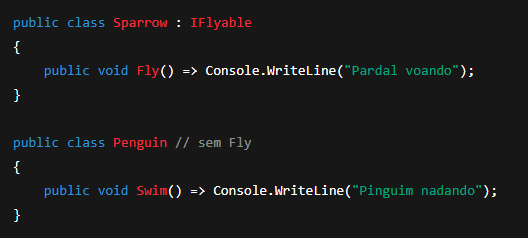 public class Sparrow : IFlyable
{
    public void Fly() => Console.WriteLine("Pardal voando");
}

public class Penguin // sem Fly
{
    public void Swim() => Console.WriteLine("Pinguim nadando");
}